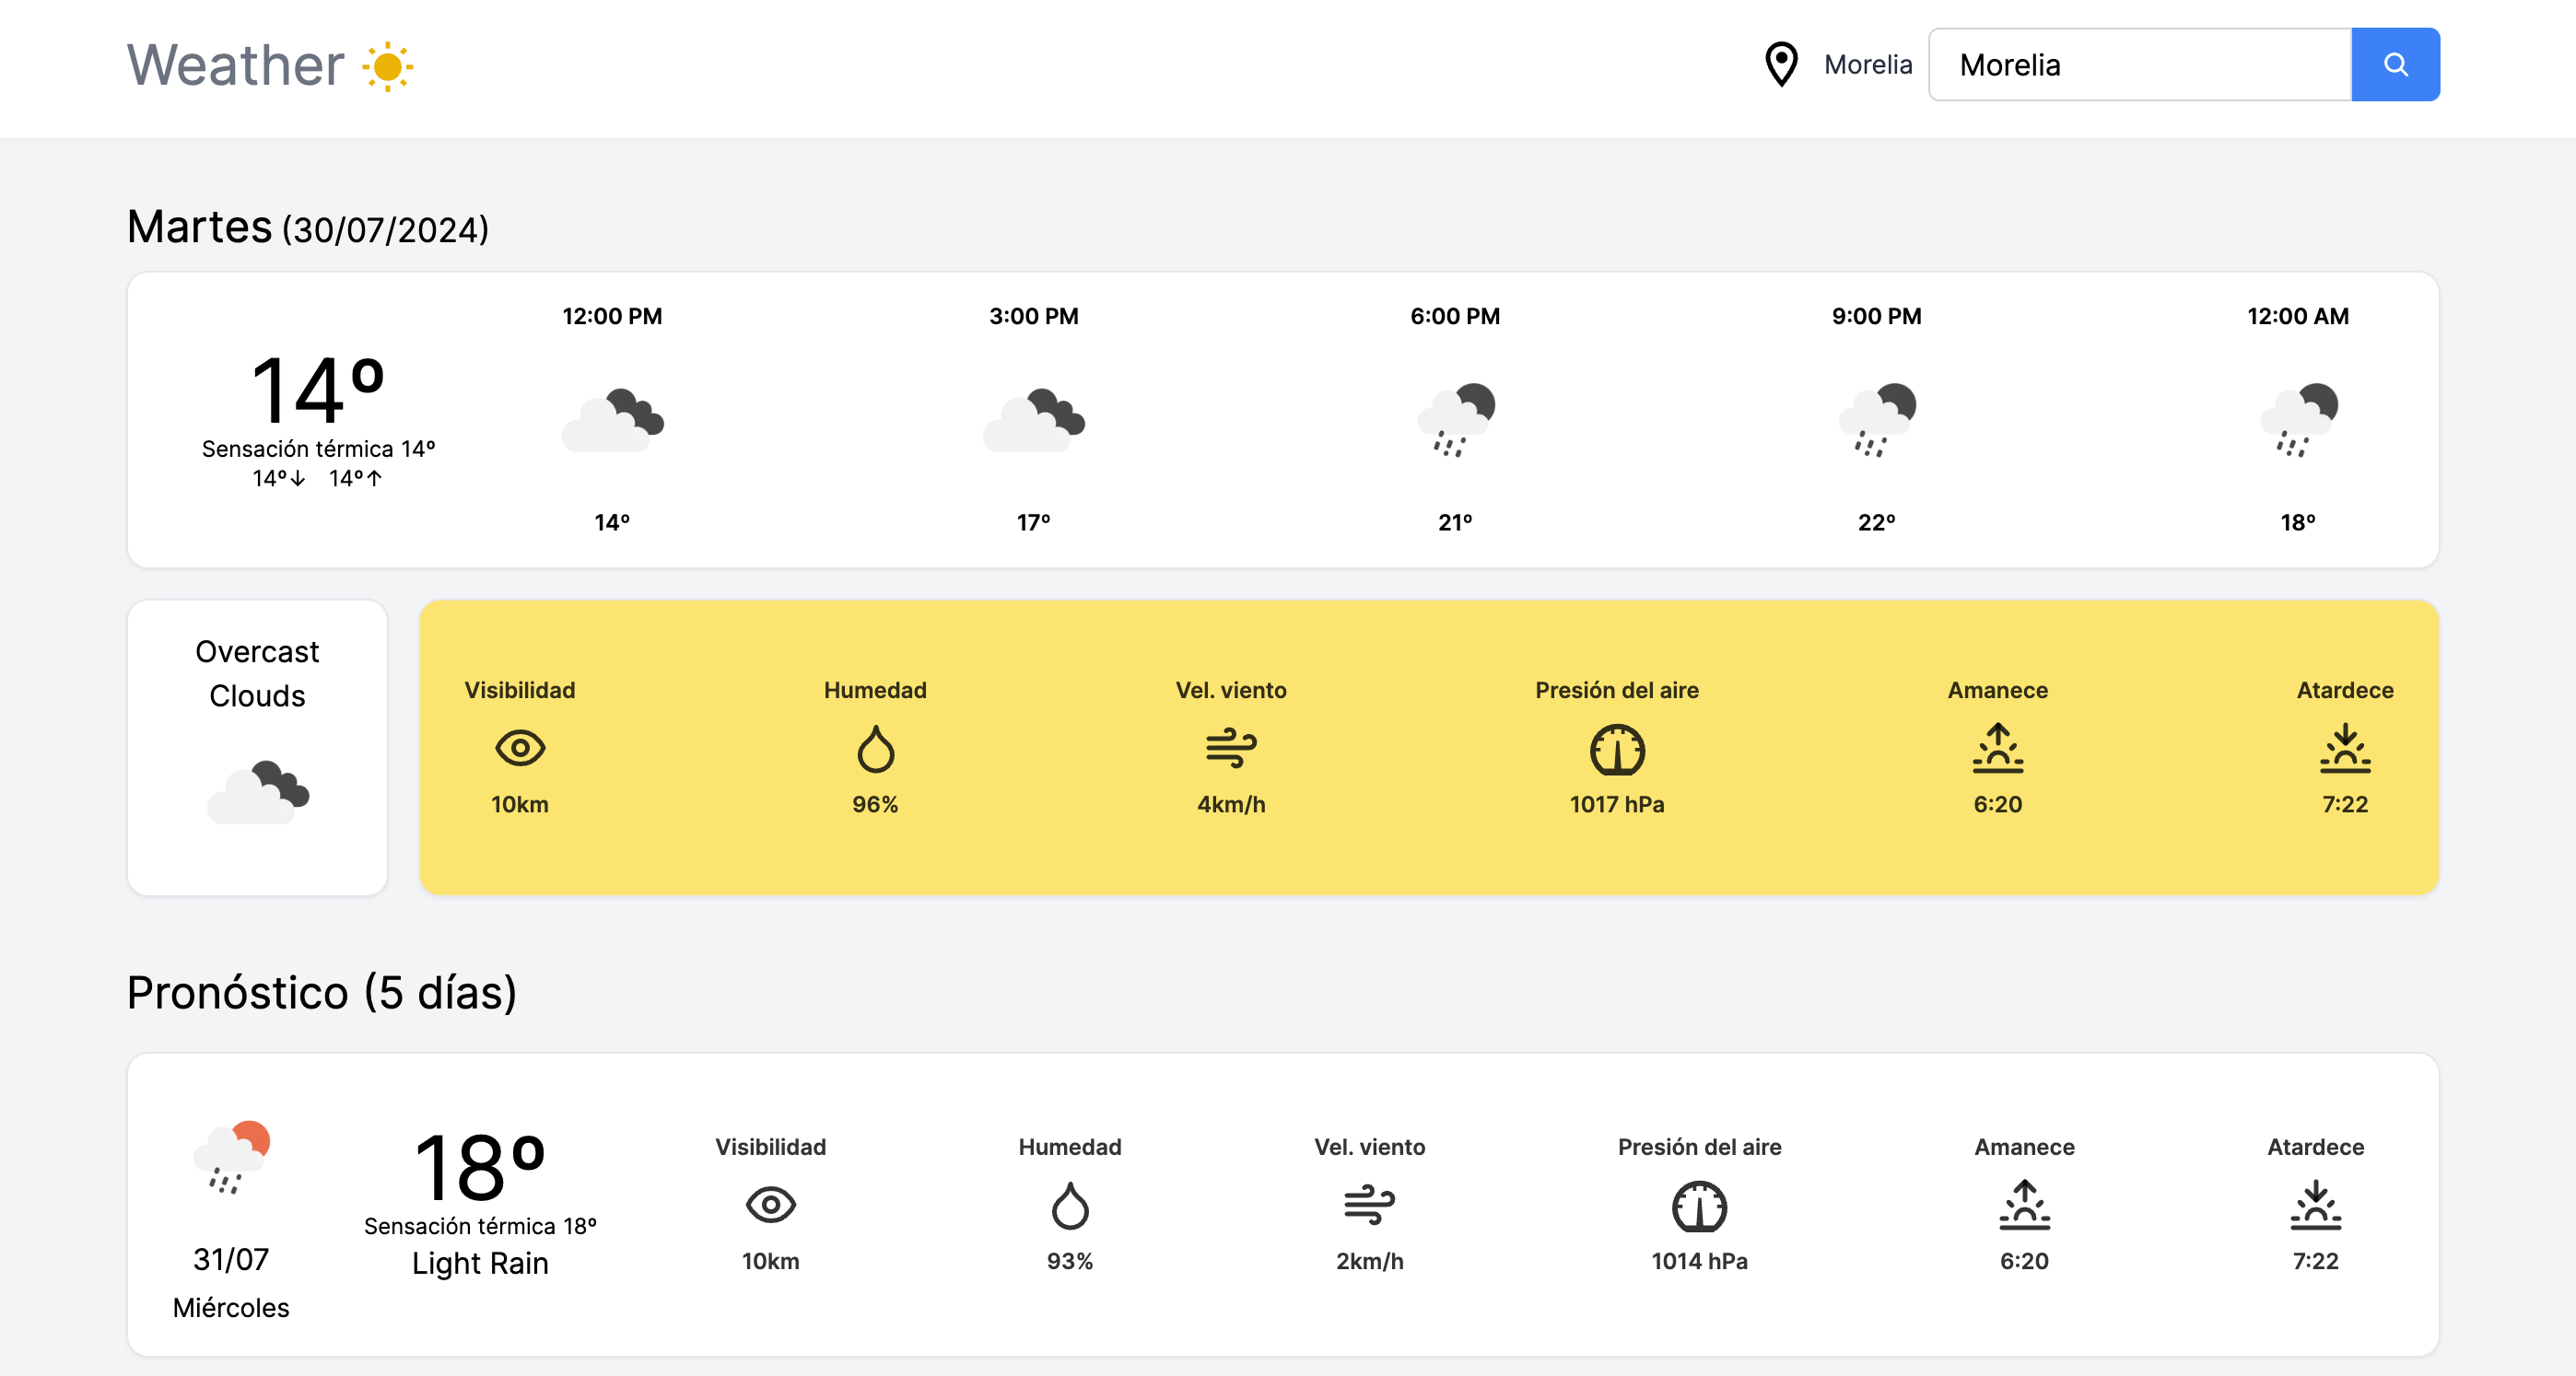 Weather
Morelia
Morelia
Martes (30/07/2024)
14º
Sensación térmica 14º
14º↓ 14º↑
12:00 PM
14º
3:00 PM
17º
6:00 PM
21º
9:00 PM
22º
12:00 AM
18º
Overcast
Clouds
Visibilidad
10km
Humedad
96%
Vel. viento
4km/h
Presión del aire
1017 hPa
Amanece
6:20
Atardece
7:22
Pronóstico (5 días)
31/07
Miércoles
18º
Sensación térmica 18º
Light Rain
Visibilidad
10km
Humedad
93%
Vel. viento
2km/h
Presión del aire
1014 hPa
Amanece
6:20
Atardece
7:22